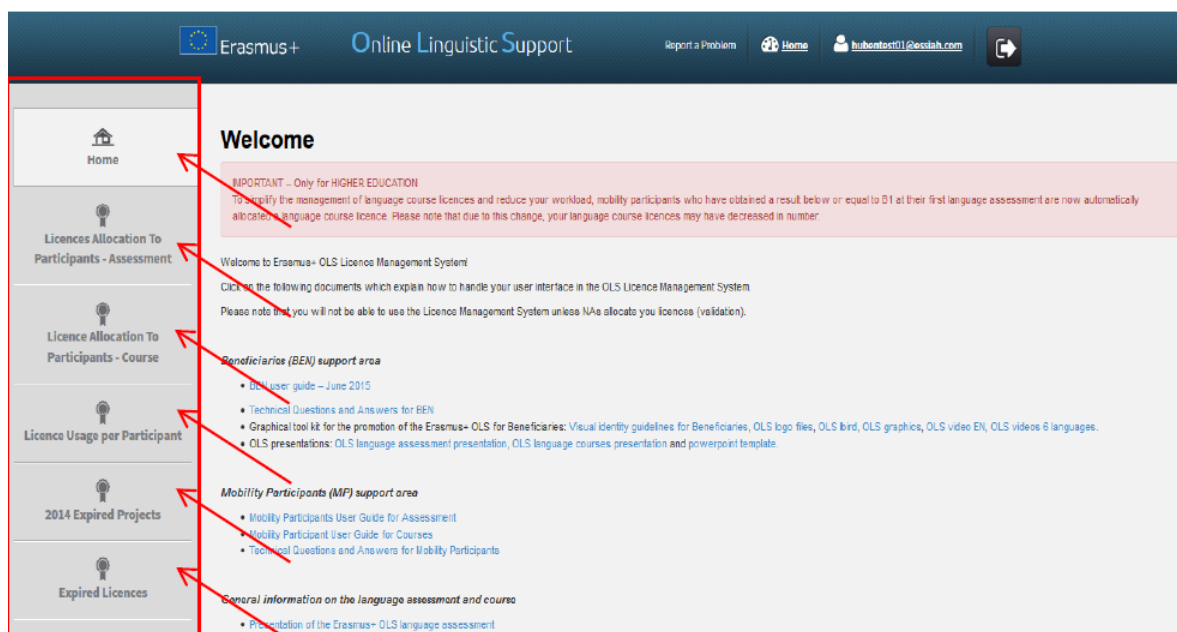 Erasmus+
Online Linguistic Support
Report a Problem
Home
hubentest01@essiah.com
Home
Licences Allocation To
Participants - Assessment
Licence Allocation To
Participants - Course
Licence Usage per Participant
2014 Expired Projects
Expired Licences
Welcome
IMPORTANT – Only for HIGHER EDUCATION
To simplify the management of language course licences and reduce your workload, mobility participants who have obtained a result below or equal to B1 at their first language assessment are now automatically
allocated a language course licence. Please note that due to this change, your language course licences may have decreased in number.
Welcome to Erasmus+ OLS Licence Management System!
Click on the following documents which explain how to handle your user interface in the OLS Licence Management System
Please note that you will not be able to use the Licence Management System unless NAs allocate you licences (validation).
Beneficiaries (BEN) support area
• BEN user guide – June 2015
• Technical Questions and Answers for BEN
• Graphical tool kit for the promotion of the Erasmus+ OLS for Beneficiaries: Visual identity guidelines for Beneficiaries, OLS logo files, OLS bird, OLS graphics, OLS video EN, OLS videos 6 languages.
• OLS presentations: OLS language assessment presentation, OLS language courses presentation and powerpoint template.
Mobility Participants (MP) support area
• Mobility Participants User Guide for Assessment
• Mobility Participant User Guide for Courses
• Technical Questions and Answers for Mobility Participants
General information on the language assessment and course
• Presentation of the Erasmus+ OLS language assessment